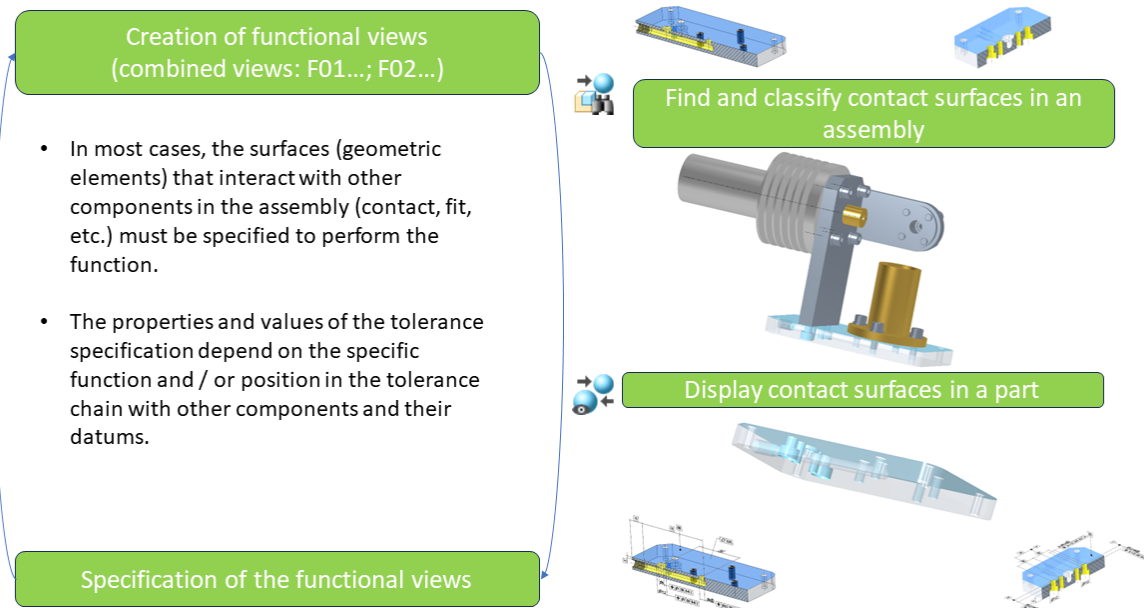 Creation of functional views
(combined views: F01…; F02…)
• In most cases, the surfaces (geometric
elements) that interact with other
components in the assembly (contact, fit,
etc.) must be specified to perform the
function.
• The properties and values of the tolerance
specification depend on the specific
function and / or position in the tolerance
chain with other components and their
datums.
Specification of the functional views
Find and classify contact surfaces in an
assembly
Display contact surfaces in a part